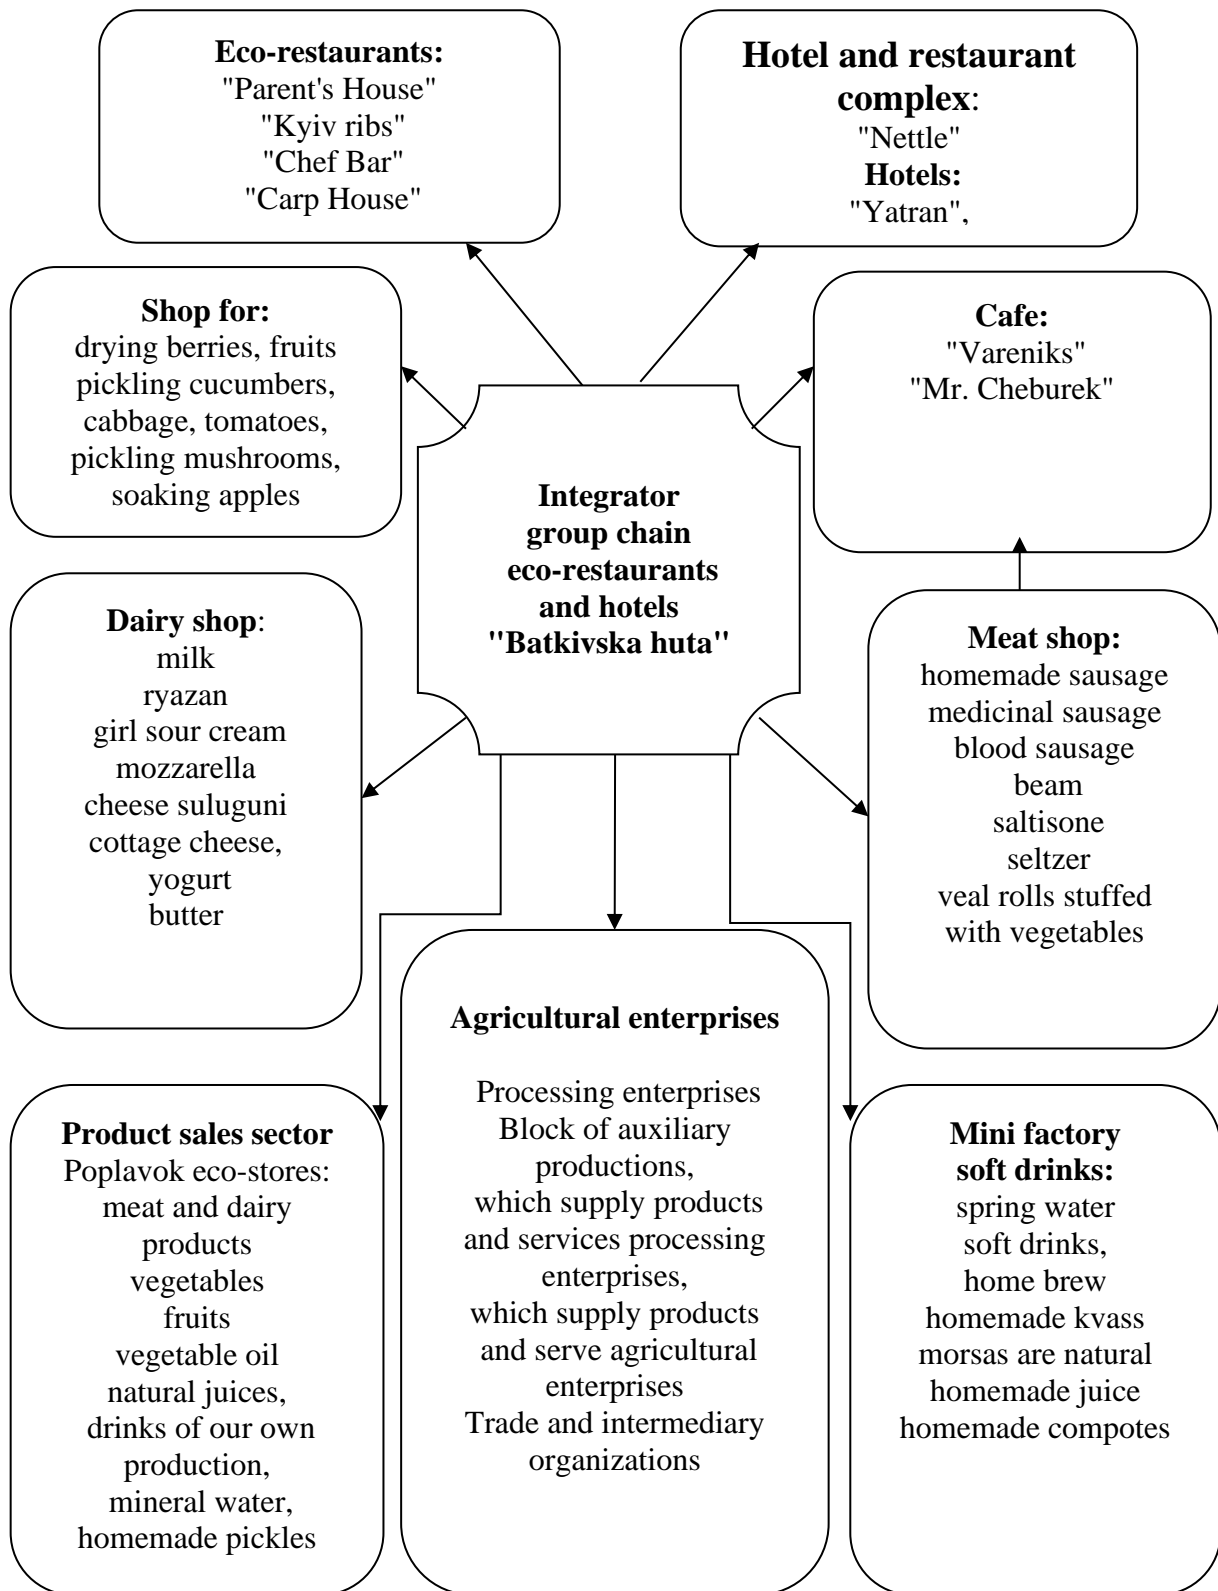 Eco-restaurants:
"Parent's House"
"Kyiv ribs"
"Chef Bar"
"Carp House"
Hotel and restaurant
complex:
"Nettle"
Hotels:
"Yatran",
Shop for:
drying berries, fruits
pickling cucumbers,
cabbage, tomatoes,
pickling mushrooms,
soaking apples
Cafe:
"Vareniks"
"Mr. Cheburek"
Integrator
group chain
eco-restaurants
and hotels
"Batkivska huta"
Dairy shop:
milk
ryazan
girl sour cream
mozzarella
cheese suluguni
cottage cheese,
yogurt
butter
Meat shop:
homemade sausage
medicinal sausage
blood sausage
beam
saltisone
seltzer
veal rolls stuffed
with vegetables
Product sales sector
Poplavok eco-stores:
meat and dairy
products
vegetables
fruits
vegetable oil
natural juices,
drinks of our own
production,
mineral water,
homemade pickles
Agricultural enterprises
Processing enterprises
Block of auxiliary
productions,
which supply products
and services processing
enterprises,
which supply products
and serve agricultural
enterprises
Trade and intermediary
organizations
Mini factory
soft drinks:
spring water
soft drinks,
home brew
homemade kvass
morsas are natural
homemade juice
homemade compotes